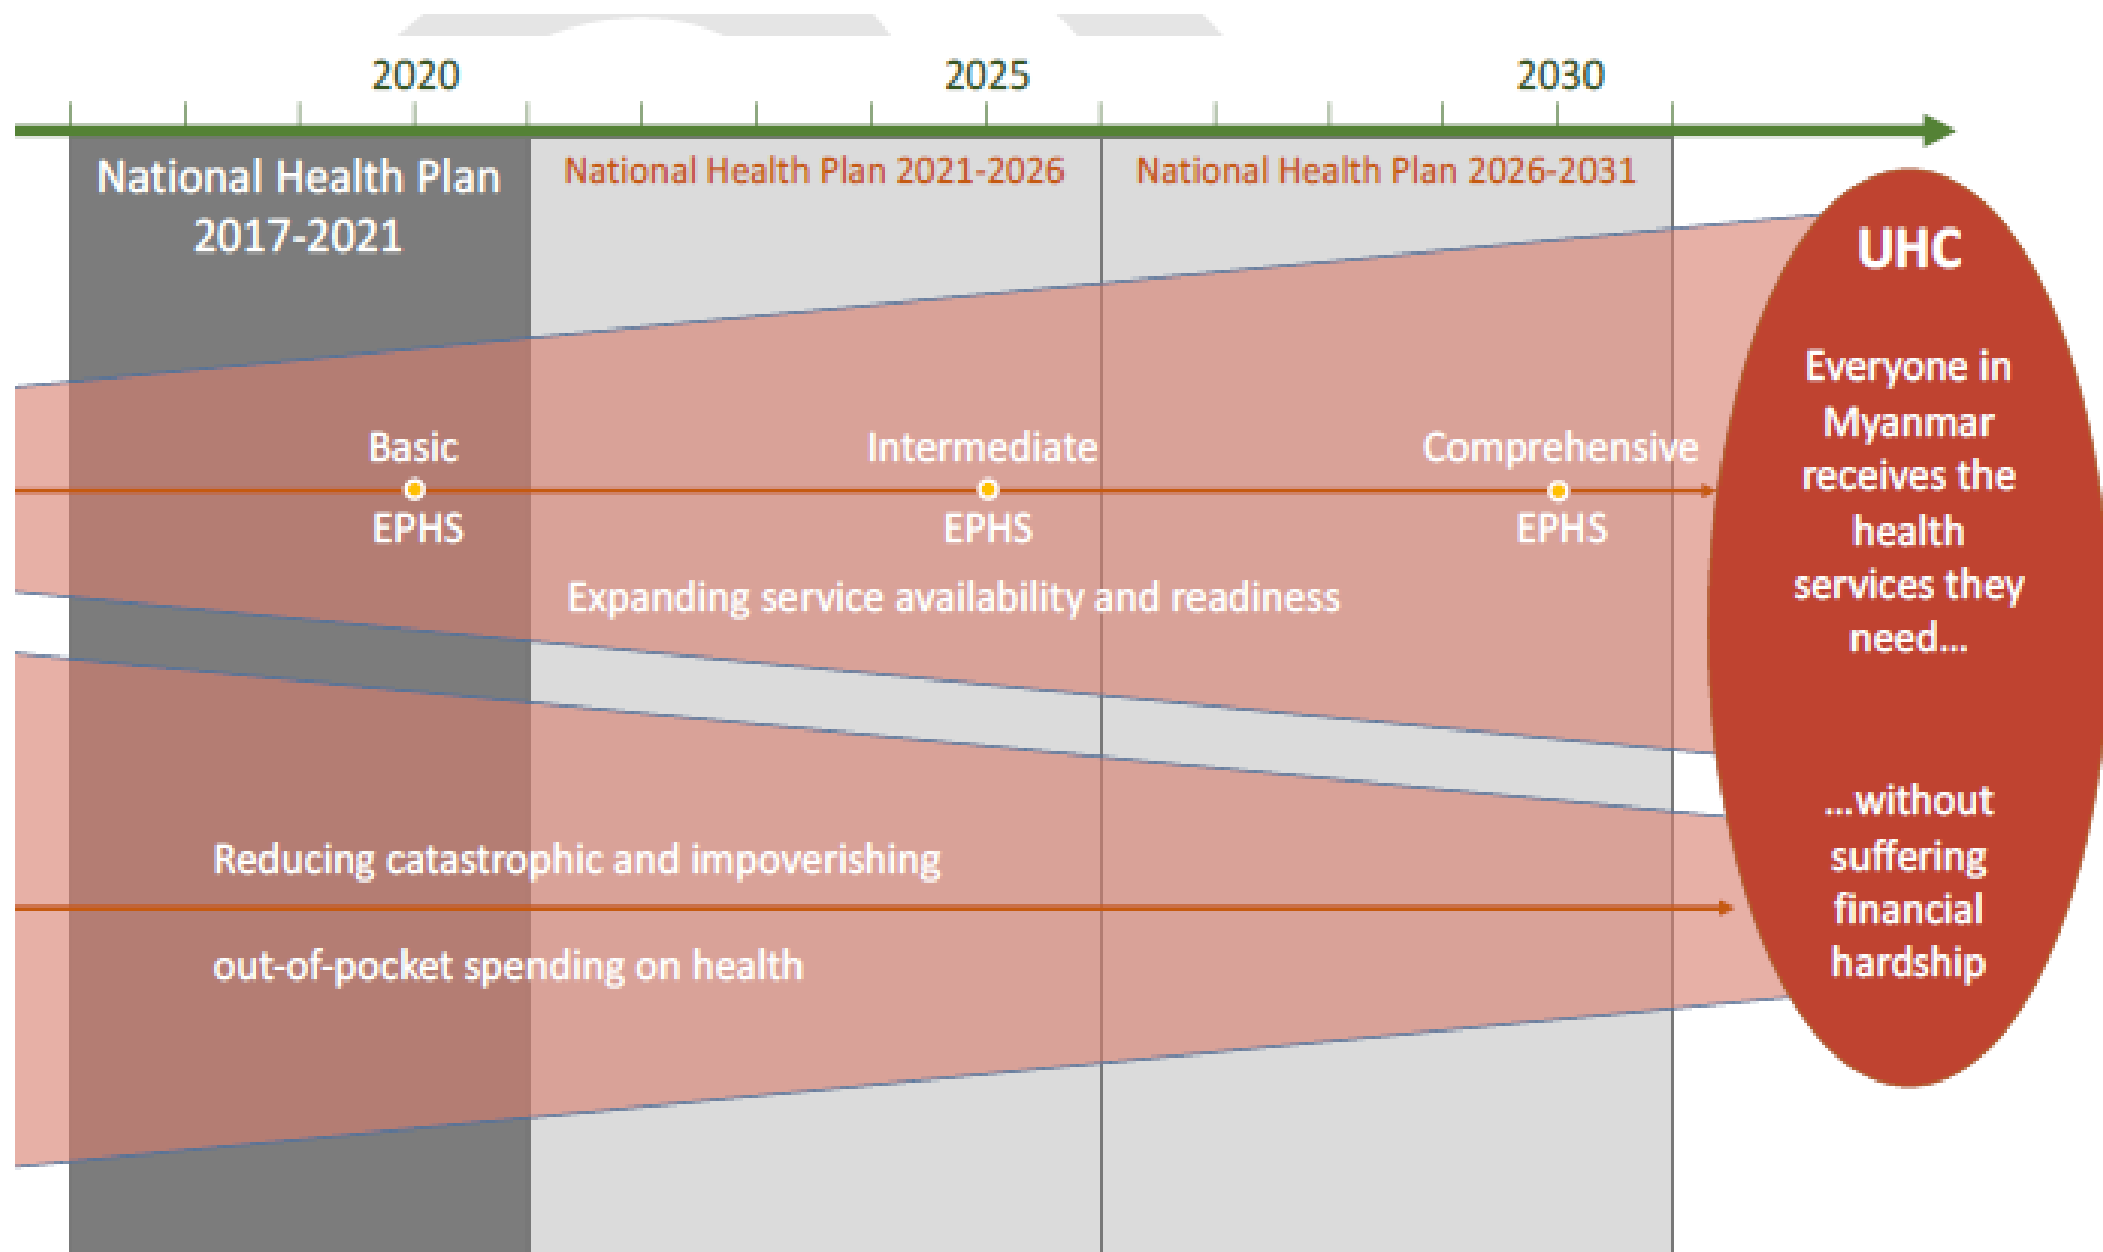 2020
2025
2030
National Health Plan
2017-2021
National Health Plan 2021-2026
National Health Plan 2026-2031
Basic
EPHS
Intermediate
EPHS
Comprehensive
EPHS
Expanding service availability and readiness
Reducing catastrophic and impoverishing
out-of-pocket spending on health
UHC
Everyone in
Myanmar
receives the
health
services they
need...
...without
suffering
financial
hardship